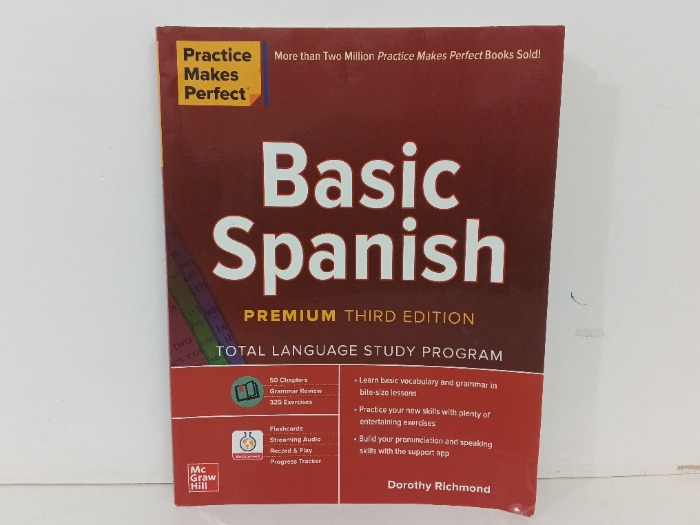 Practice
Makes
Perfect
More than Two Million Practice Makes Perfect Books Sold!
Basic
Spanish
PREMIUM THIRD EDITION
TOTAL LANGUAGE STUDY PROGRAM
50 Chapters
Grammar Review
325 Exercises
Flashcards
Streaming Audio
Record & Play
Progress Tracker
• Learn basic vocabulary and grammar in
bite-size lessons
• Practice your new skills with plenty of
entertaining exercises
• Build your pronunciation and speaking
skills with the support app
Mc
Graw
Hill
Dorothy Richmond